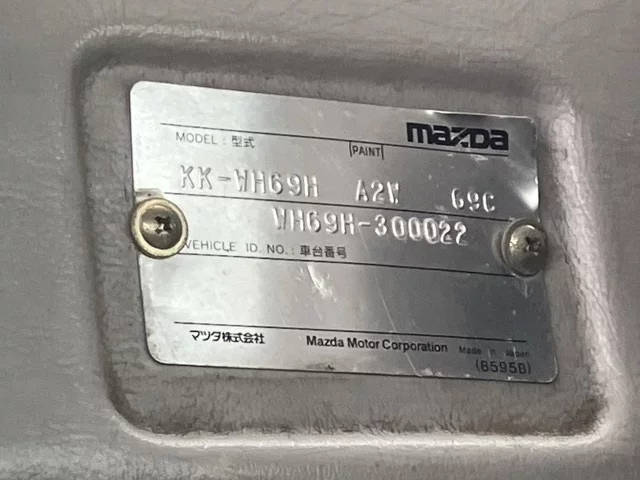 mazda
MODEL : 型式 PAINT
KK-WH69H A2W 69C
WH69H-300022
VEHICLE ID. NO. : 車台番号
マツダ株式会社 Mazda Motor Corporation Made in Japan
(6595B)